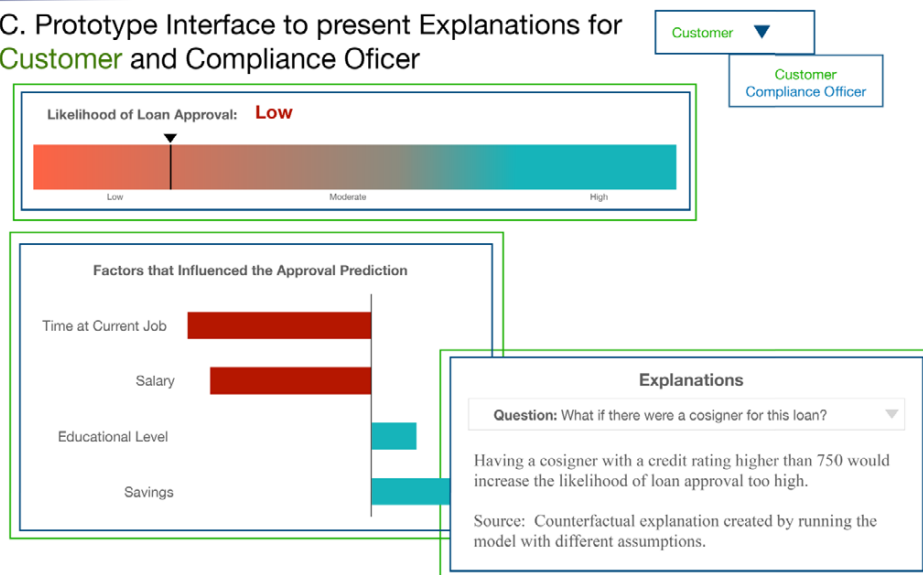 C. Prototype Interface to present Explanations for
Customer and Compliance Oficer
Customer
Customer
Compliance Officer
Likelihood of Loan Approval: Low
Low Moderate High
Factors that Influenced the Approval Prediction
Time at Current Job
Salary
Educational Level
Savings
Explanations
Question: What if there were a cosigner for this loan?
Having a cosigner with a credit rating higher than 750 would
increase the likelihood of loan approval too high.
Source: Counterfactual explanation created by running the
model with different assumptions.